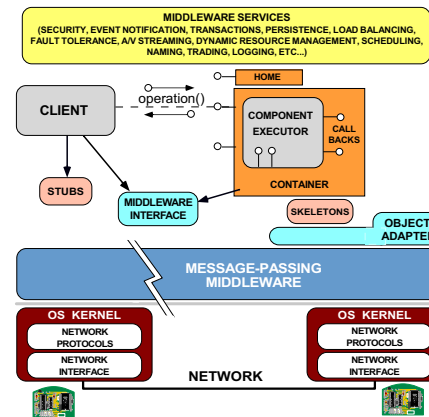 MIDDLEWARE SERVICES
(SECURITY, EVENT NOTIFICATION, TRANSACTIONS, PERSISTENCE, LOAD BALANCING,
FAULT TOLERANCE, A/V STREAMING, DYNAMIC RESOURCE MANAGEMENT, SCHEDULING,
NAMING, TRADING, LOGGING, ETC...)
HOME
operation()
CLIENT
COMPONENT
EXECUTOR
CALL
BACKS
CONTAINER
STUBS
MIDDLEWARE
INTERFACE
SKELETONS
OBJEC
ADAPTE
MESSAGE-PASSING
MIDDLEWARE
OS KERNEL
NETWORK
PROTOCOLS
NETWORK
INTERFACE
NETWORK
OS KERNEL
NETWORK
PROTOCOLS
NETWORK
INTERFACE